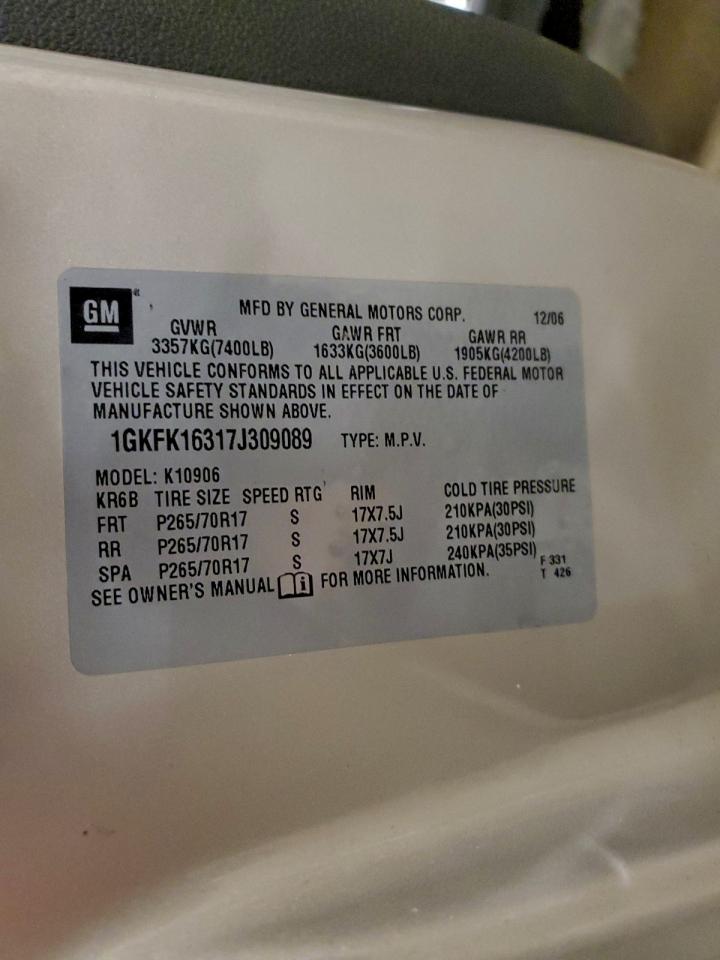 GM
MFD BY GENERAL MOTORS CORP. 12/06
GVWR GAWR FRT GAWR RR
3357KG(7400LB) 1633KG(3600LB) 1905KG(4200LB)
THIS VEHICLE CONFORMS TO ALL APPLICABLE U.S. FEDERAL MOTOR
VEHICLE SAFETY STANDARDS IN EFFECT ON THE DATE OF
MANUFACTURE SHOWN ABOVE.
1GKFK16317J309089 TYPE: M.P.V.
MODEL: K10906
KR6B TIRE SIZE SPEED RTG RIM COLD TIRE PRESSURE
FRT P265/70R17 S 17X7.5J 210KPA(30PSI)
RR P265/70R17 S 17X7.5J 210KPA(30PSI)
SPA P265/70R17 S 17X7J 240KPA(35PSI)
F 331
T 426
SEE OWNER'S MANUAL i FOR MORE INFORMATION.